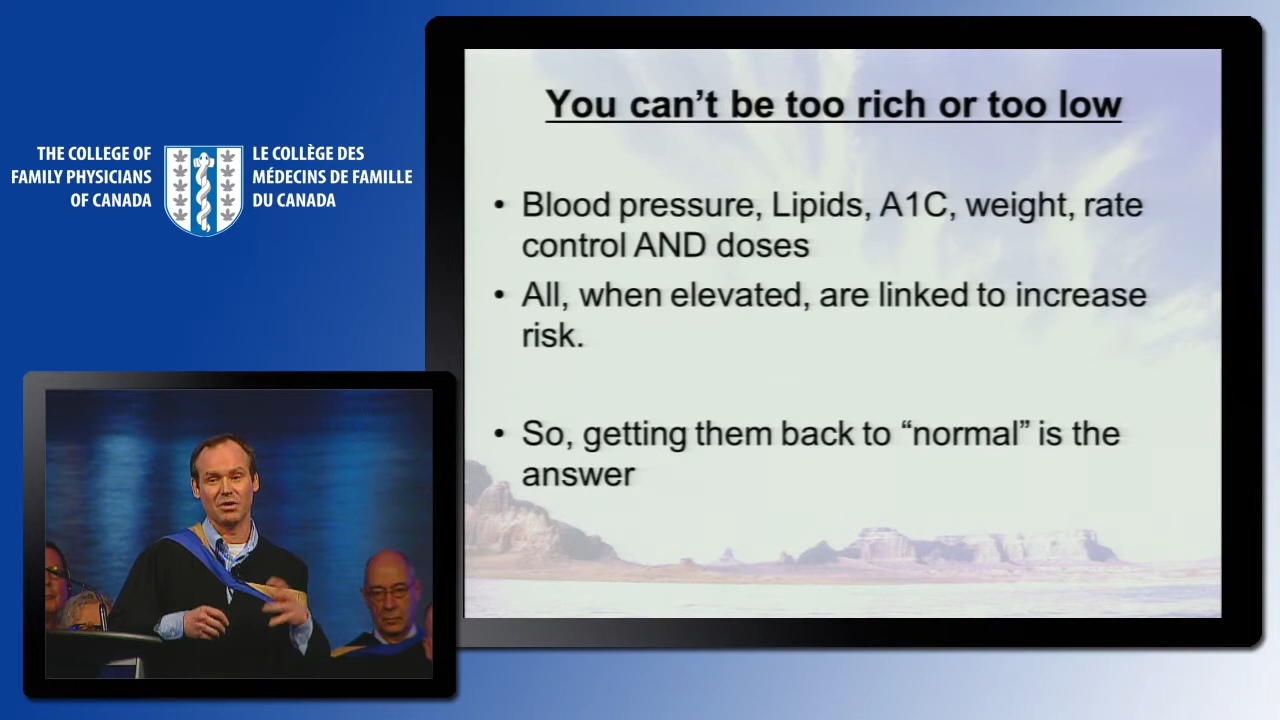 THE COLLEGE OF
FAMILY PHYSICIANS
OF CANADA
LE COLLÈGE DES
MÉDECINS DE FAMILLE
DU CANADA
You can’t be too rich or too low
• Blood pressure, Lipids, A1C, weight, rate
control AND doses
• All, when elevated, are linked to increase
risk.
• So, getting them back to “normal” is the
answer